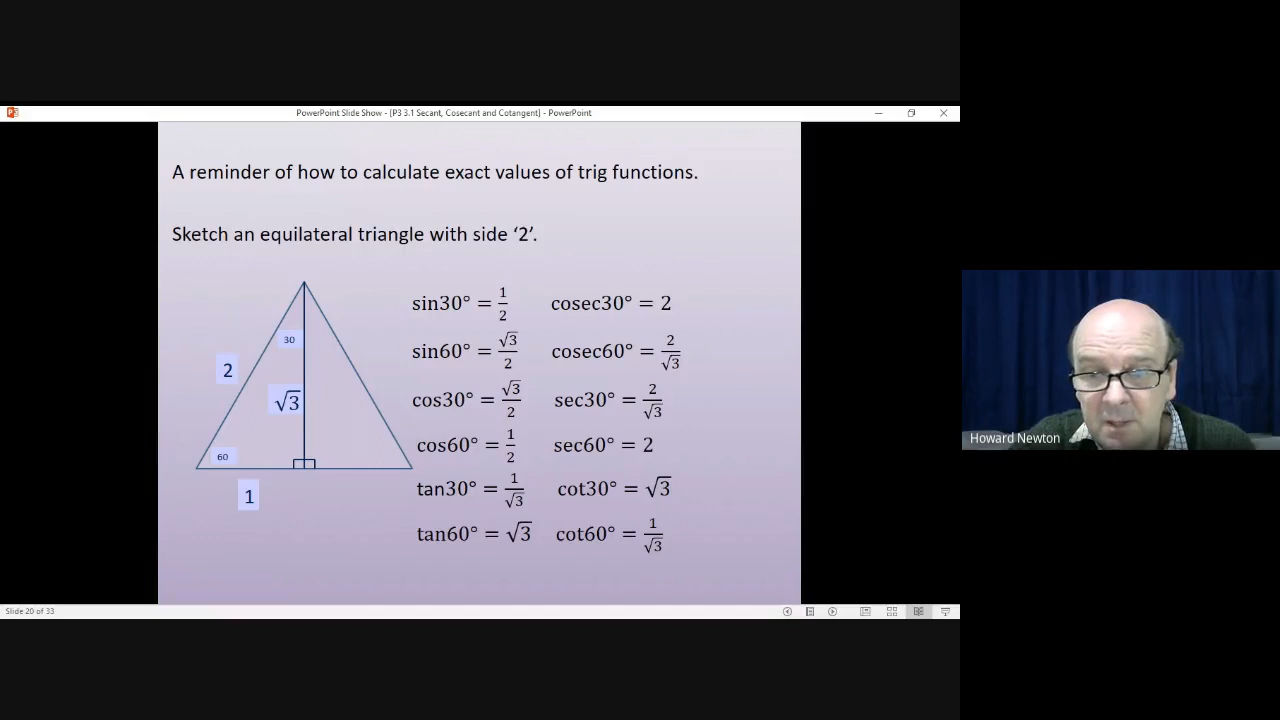 PowerPoint Slide Show - [P3 3.1 Secant, Cosecant and Cotangent] - PowerPoint
A reminder of how to calculate exact values of trig functions.
Sketch an equilateral triangle with side ‘2’.
30
2
√3
60
1
sin30° = 1/2 cosec30° = 2
sin60° = √3/2 cosec60° = 2/√3
cos30° = √3/2 sec30° = 2/√3
cos60° = 1/2 sec60° = 2
tan30° = 1/√3 cot30° = √3
tan60° = √3 cot60° = 1/√3
Howard Newton
Slide 20 of 33